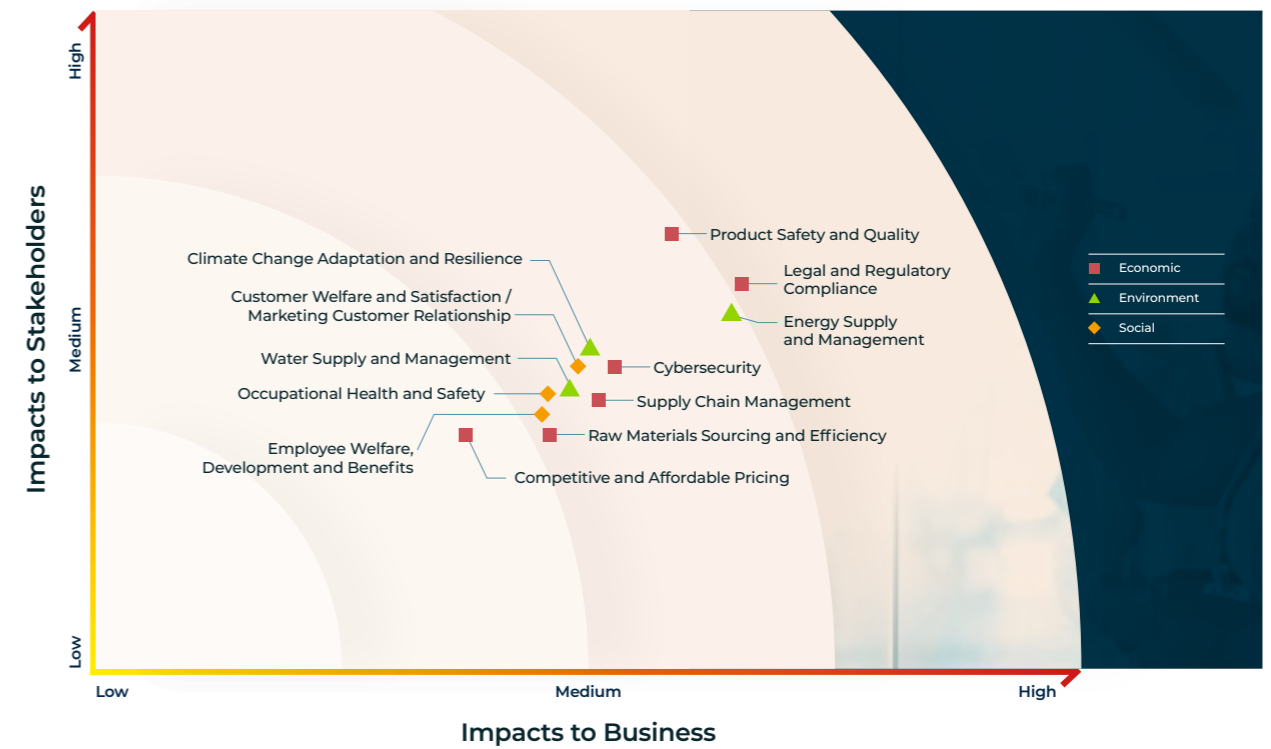 High
Medium
Low
Impacts to Stakeholders
Product Safety and Quality
Climate Change Adaptation and Resilience
Legal and Regulatory
Compliance
Customer Welfare and Satisfaction /
Marketing Customer Relationship
Energy Supply
and Management
Water Supply and Management
Cybersecurity
Occupational Health and Safety
Supply Chain Management
Raw Materials Sourcing and Efficiency
Employee Welfare,
Development and Benefits
Competitive and Affordable Pricing
Economic
Environment
Social
Low
Medium
High
Impacts to Business